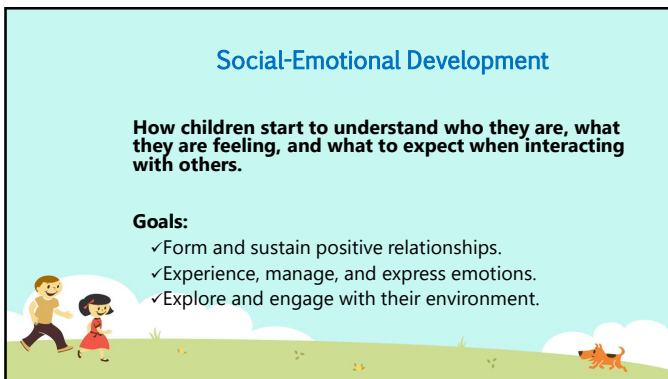 Social-Emotional Development
How children start to understand who they are, what
they are feeling, and what to expect when interacting
with others.
Goals:
✓Form and sustain positive relationships.
✓Experience, manage, and express emotions.
✓Explore and engage with their environment.